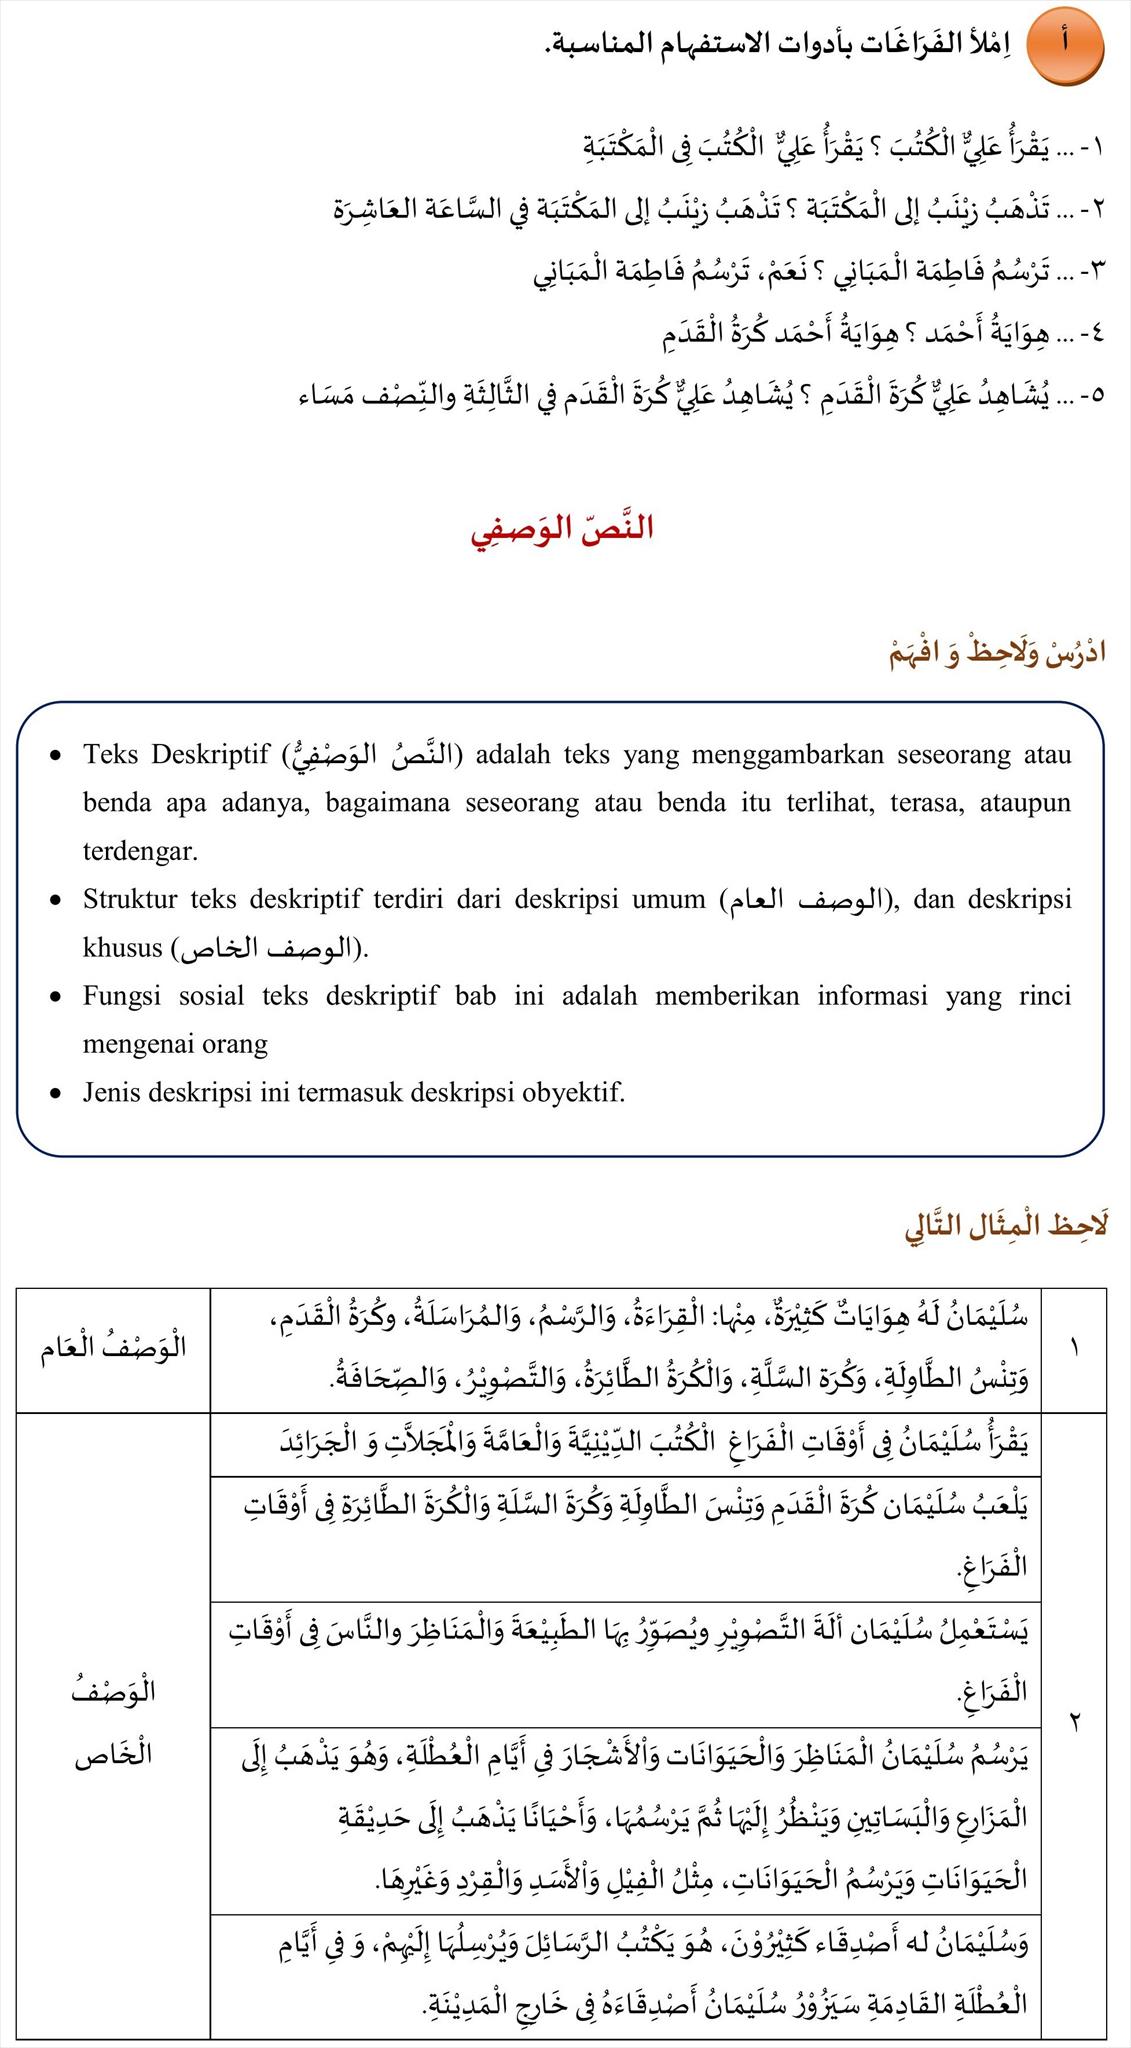 أ
اِمْلأ الفَرَاغَات بأدوات الاستفهام المناسبة.
١- ... يَقْرَأُ عَلِيٌّ الْكُتُبَ ؟ يَقْرَأُ عَلِيٌّ الْكُتُبَ فِى الْمَكْتَبَةِ
٢- ... تَذْهَبُ زيْنَبُ إلى الْمَكْتَبَة ؟ تَذْهَبُ زيْنَبُ إلى المَكْتَبَة في السَّاعَة العَاشِرَة
٣- ... تَرْسُمُ فَاطِمَة الْمَبَانِي ؟ نَعَمْ، تَرْسُمُ فَاطِمَة الْمَبَانِي
٤- ... هِوَايَةُ أَحْمَد ؟ هِوَايَةُ أَحْمَد كُرَةُ الْقَدَمِ
٥- ... يُشَاهِدُ عَلِيٌّ كُرَةَ الْقَدَمِ ؟ يُشَاهِدُ عَلِيٌّ كُرَةَ الْقَدَم في الثَّالِثَةِ والنِّصْف مَسَاء
النَّصّ الوَصفِي
ادْرُسْ وَلَاحِظْ وَ افْهَمْ
• Teks Deskriptif (النَّصُ الوَصْفِيُّ) adalah teks yang menggambarkan seseorang atau
benda apa adanya, bagaimana seseorang atau benda itu terlihat, terasa, ataupun
terdengar.
• Struktur teks deskriptif terdiri dari deskripsi umum (الوصف العام), dan deskripsi
khusus (الوصف الخاص).
• Fungsi sosial teks deskriptif bab ini adalah memberikan informasi yang rinci
mengenai orang
• Jenis deskripsi ini termasuk deskripsi obyektif.
لَاحِظ الْمِثَال التَّالِي
١
سُلَيْمَانُ لَهُ هِوَايَاتٌ كَثِيْرَةٌ، مِنْها: الْقِرَاءَةُ، وَالرَّسْمُ، وَالمُرَاسَلَةُ، وكُرَةُ الْقَدَمِ،
وَتِنْسُ الطَّاوِلَةِ، وَكُرَة السَّلَّةِ، وَالْكُرَةُ الطَّائِرَةُ، وَالتَّصْوِيْرُ، وَالصِّحَافَةُ.
الْوَصْفُ الْعَام
٢
يَقْرَأُ سُلَيْمَانُ فِى أَوْقَاتِ الْفَرَاغِ الْكُتُبَ الدِّيْنِيَّةَ وَالْعَامَّةَ وَالْمَجَلاَّتِ وَ الْجَرَائِدَ
يَلْعَبُ سُلَيْمَان كُرَةَ الْقَدَمِ وَتِنْسَ الطَّاوِلَةِ وَكُرَةَ السَّلَةِ وَالْكُرَةَ الطَّائِرَةِ فِى أَوْقَاتِ
الْفَرَاغِ.
يَسْتَعْمِلُ سُلَيْمَان ألَةَ التَّصْوِيْرِ ويُصَوِّرُ بِهَا الطَبِيْعَةَ وَالْمَنَاظِرَ والنَّاسَ فِى أَوْقَاتِ
الْفَرَاغِ.
يَرْسُمُ سُلَيْمَانُ الْمَنَاظِرَ وَالْحَيَوَانَات وَاْلأَشْجَارَ فِي أَيَّامِ الْعُطْلَةِ، وَهُوَ يَذْهَبُ إِلَى
الْمَزَارِعِ وَالْبَسَاتِينِ وَيَنْظُرُ إِلَيْهَا ثُمَّ يَرْسُمُهَا، وَأَحْيَانًا يَذْهَبُ إِلَى حَدِيْقَةِ
الْحَيَوَانَاتِ وَيَرْسُمُ الْحَيَوَانَاتِ، مِثْلُ الْفِيْلِ وَاْلأَسَدِ وَالْقِرْدِ وَغَيْرِهَا.
وَسُلَيْمَانُ له أَصْدِقَاء كَثِيْرُوْنَ، هُوَ يَكْتُبُ الرَّسَائِلَ وَيُرْسِلُهَا إِلَيْهِمْ، وَ فِي أَيَّامِ
الْعُطْلَةِ القَادِمَةِ سَيَزُوْرُ سُلَيْمَانُ أَصْدِقَاءَهُ فِى خَارِجِ الْمَدِيْنَةِ.
الْوَصْفُ
الْخَاص